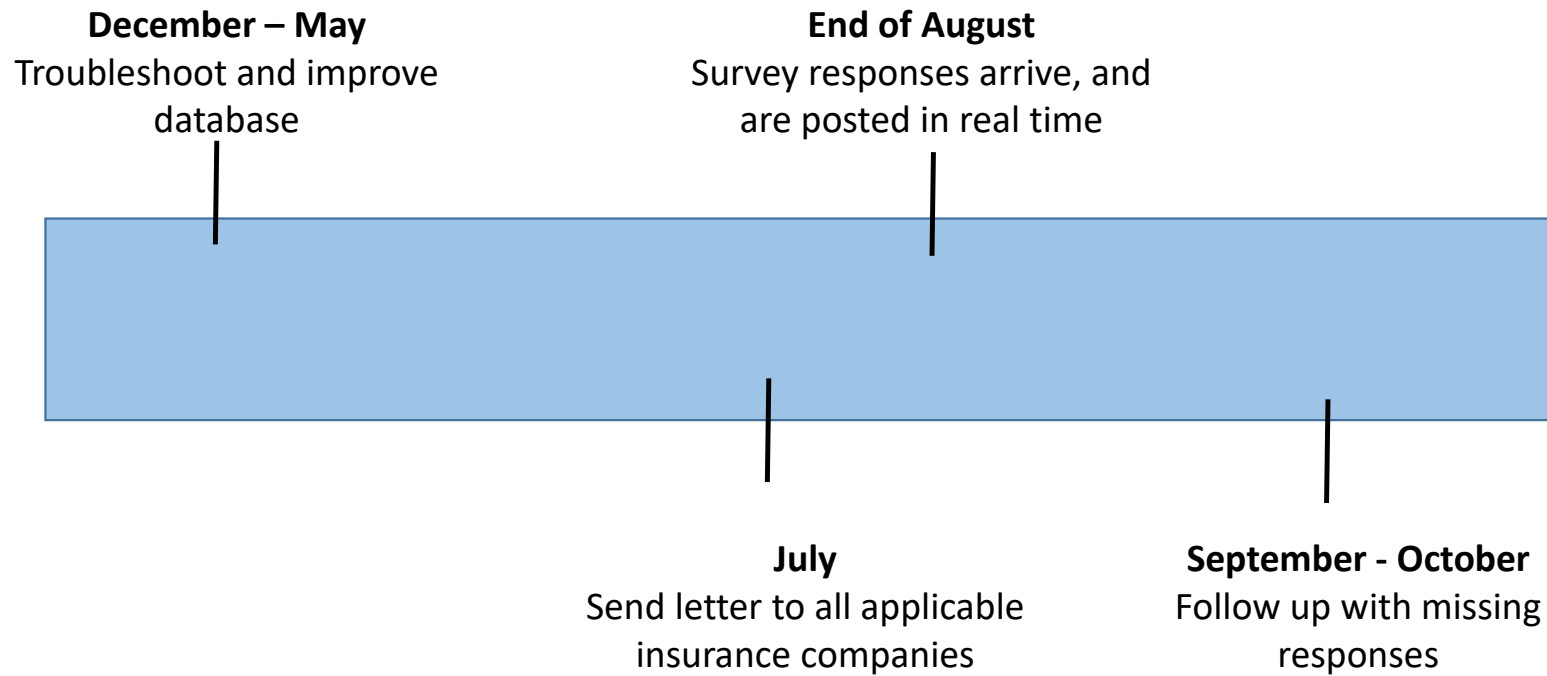 December – May
Troubleshoot and improve
database
End of August
Survey responses arrive, and
are posted in real time
July
Send letter to all applicable
insurance companies
September - October
Follow up with missing
responses